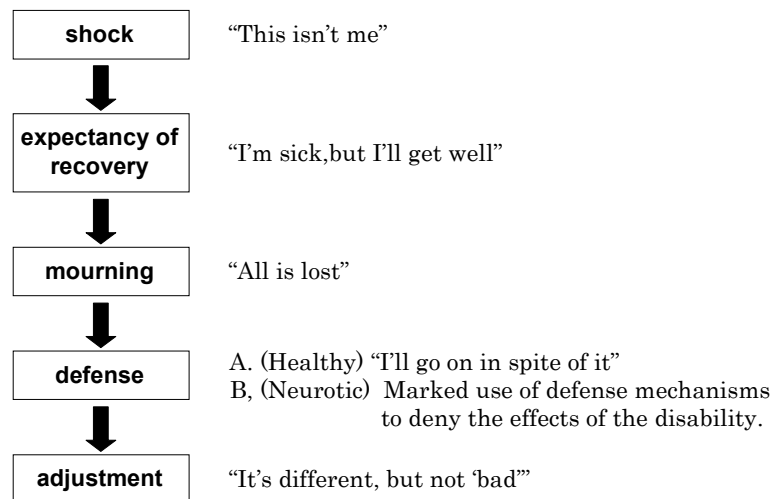 shock “This isn’t me”
expectancy of
recovery
“I’m sick,but I’ll get well”
mourning “All is lost”
defense
A. (Healthy) “I’ll go on in spite of it”
B, (Neurotic) Marked use of defense mechanisms
to deny the effects of the disability.
adjustment “It’s different, but not ‘bad’”